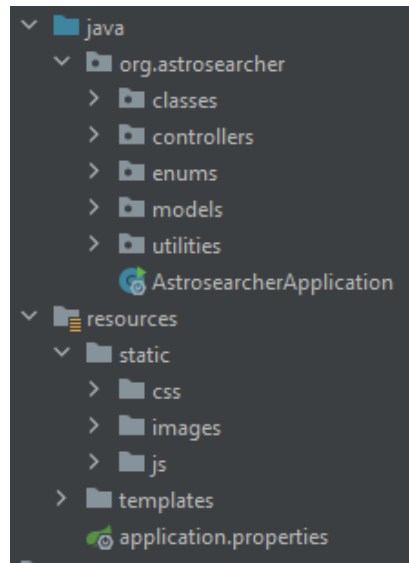 java
org.astrosearcher
classes
controllers
enums
models
utilities
AstrosearcherApplication
resources
static
css
images
js
templates
application.properties